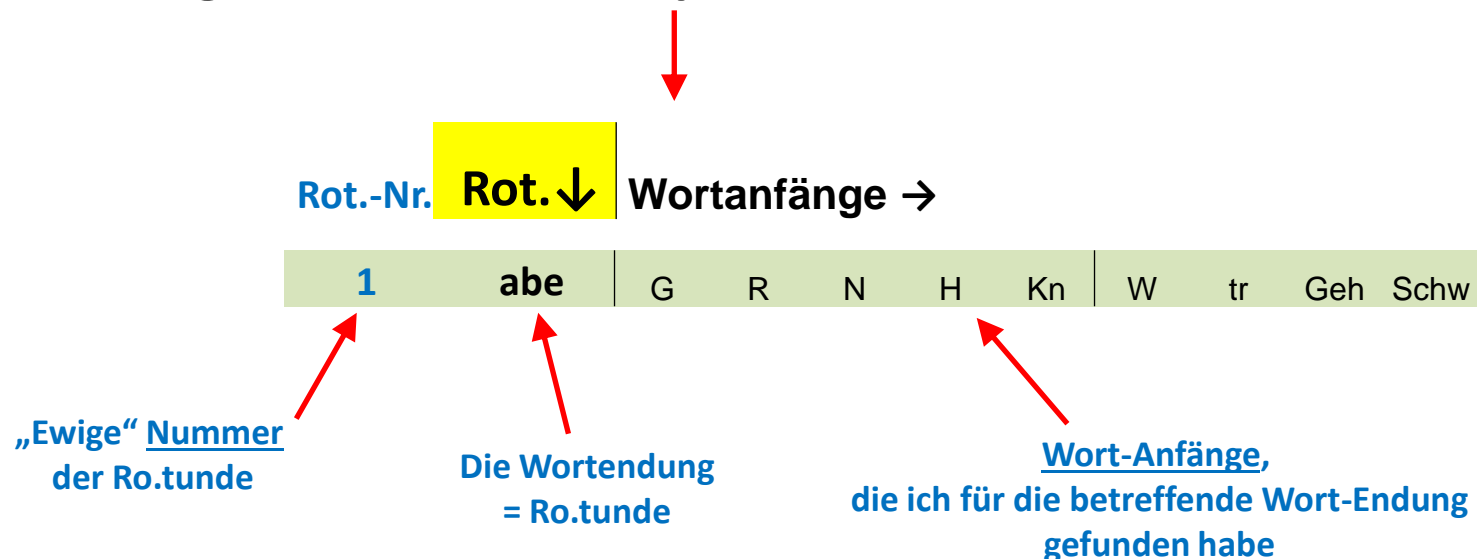 Rot.-Nr. Rot.↓ Wortanfänge →
1 abe G R N H Kn W tr Geh Schw
„Ewige“ Nummer
der Ro.tunde
Die Wortendung
= Ro.tunde
Wort-Anfänge,
die ich für die betreffende Wort-Endung
gefunden habe